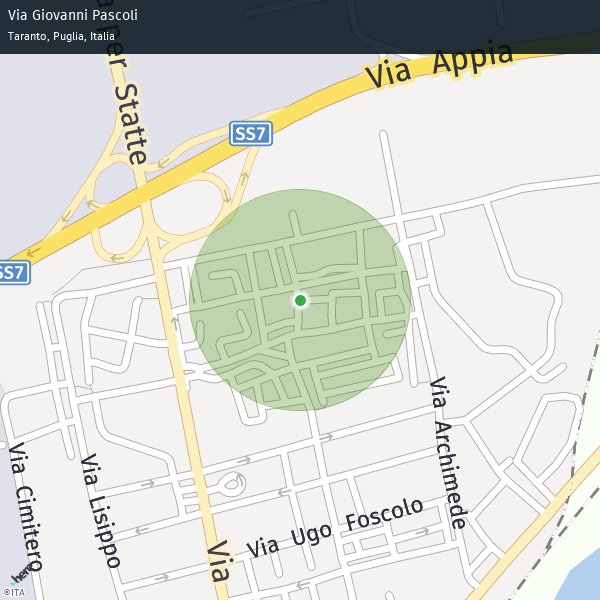 Via Giovanni Pascoli
Taranto, Puglia, Italia
Via Appia
a per Statte
SS7
SS7
Via Archimede
Via Cimitero
Via Lisippo
Via Ugo Foscolo
Via
here
©ITA